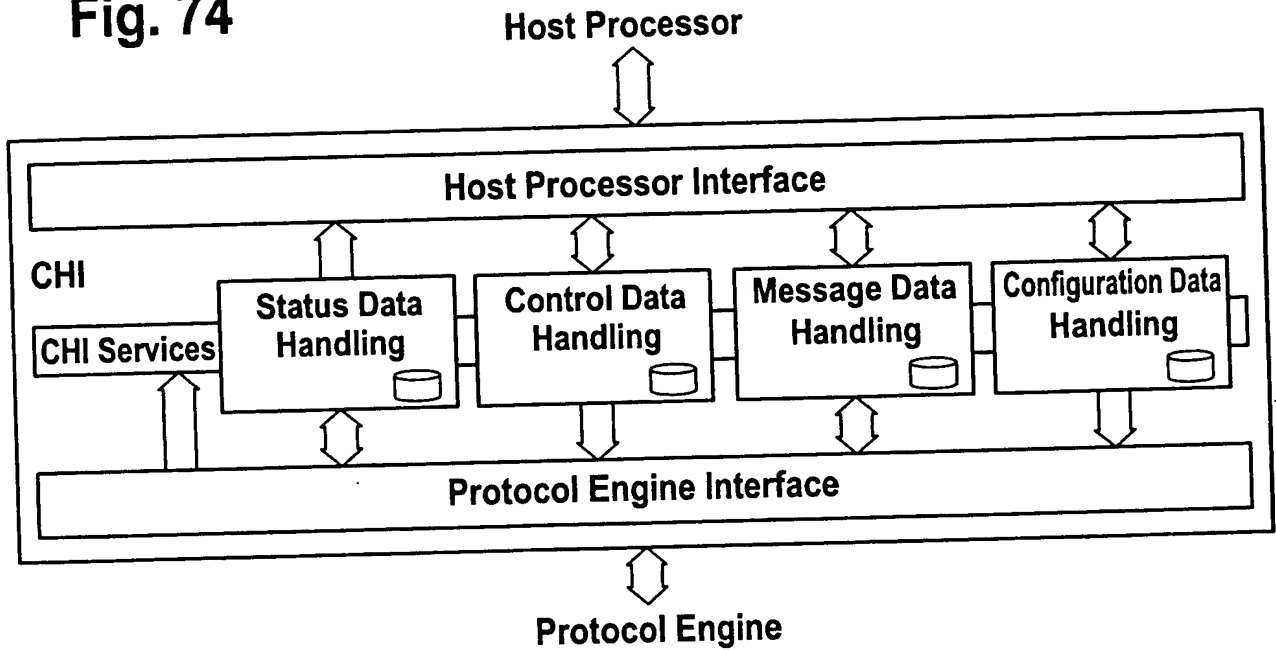 Fig. 74
Host Processor
Host Processor Interface
CHI
CHI Services
Status Data
Handling
Control Data
Handling
Message Data
Handling
Configuration Data
Handling
Protocol Engine Interface
Protocol Engine